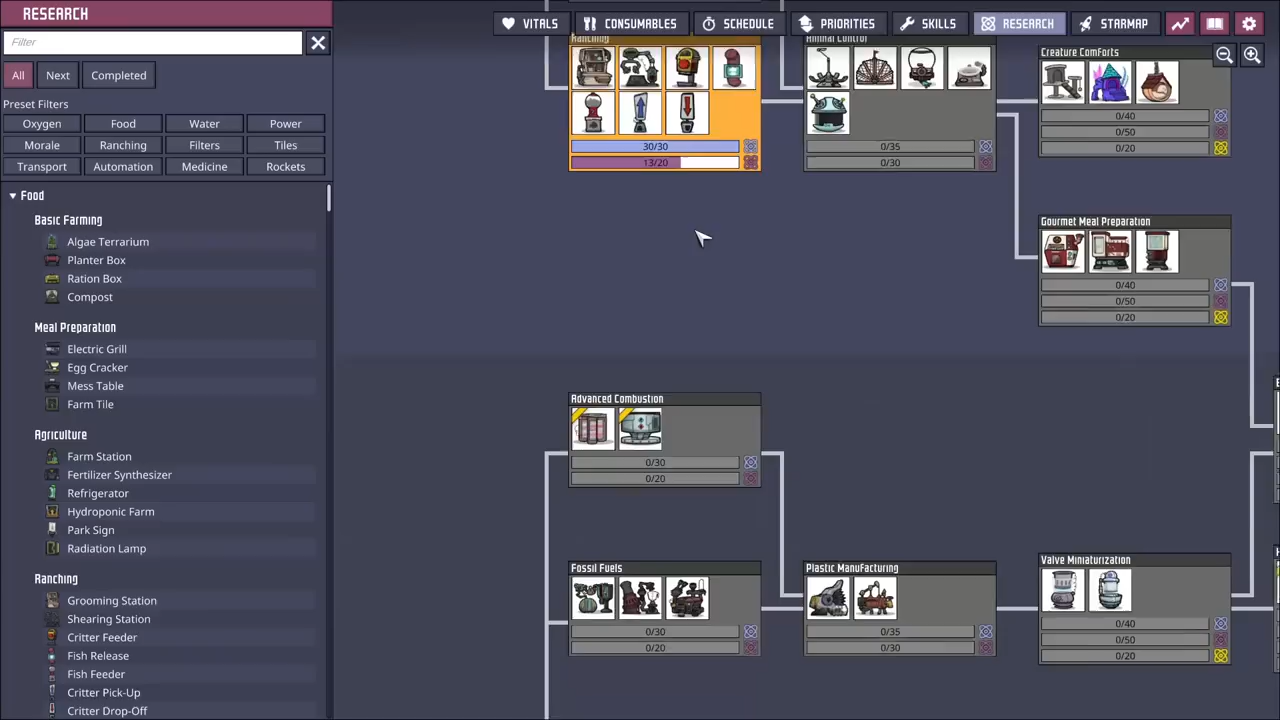 RESEARCH
VITALS
CONSUMABLES
SCHEDULE
PRIORITIES
SKILLS
RESEARCH
STARMAP
Filter
All
Next
Completed
Preset Filters
Oxygen
Food
Water
Power
Morale
Ranching
Filters
Tiles
Transport
Automation
Medicine
Rockets
Food
Basic Farming
Algae Terrarium
Planter Box
Ration Box
Compost
Meal Preparation
Electric Grill
Egg Cracker
Mess Table
Farm Tile
Agriculture
Farm Station
Fertilizer Synthesizer
Refrigerator
Hydroponic Farm
Park Sign
Radiation Lamp
Ranching
Grooming Station
Shearing Station
Critter Feeder
Fish Release
Fish Feeder
Critter Pick-Up
Critter Drop-Off
Ranching
30/30
13/20
Animal Control
0/35
0/30
Creature Comforts
0/40
0/50
0/20
Gourmet Meal Preparation
0/40
0/50
0/20
Advanced Combustion
0/30
0/20
Fossil Fuels
0/30
0/20
Plastic Manufacturing
0/35
0/30
Valve Miniaturization
0/40
0/50
0/20